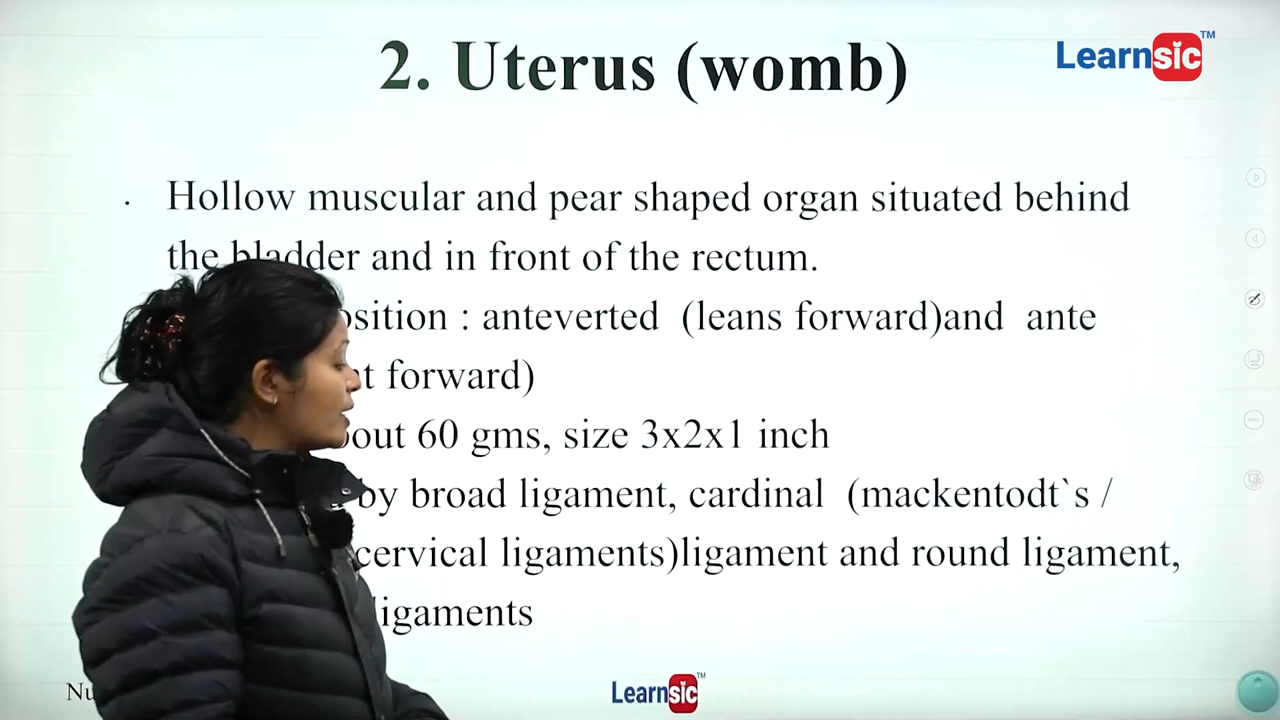 2. Uterus (womb)
Learnsic™
. Hollow muscular and pear shaped organ situated behind
the bladder and in front of the rectum.
: anteverted (leans forward)and ante
forward)
60 gms, size 3x2x1 inch
by broad ligament, cardinal (mackentodt`s /
cervical ligaments)ligament and round ligament,
ligaments
Learnsic™